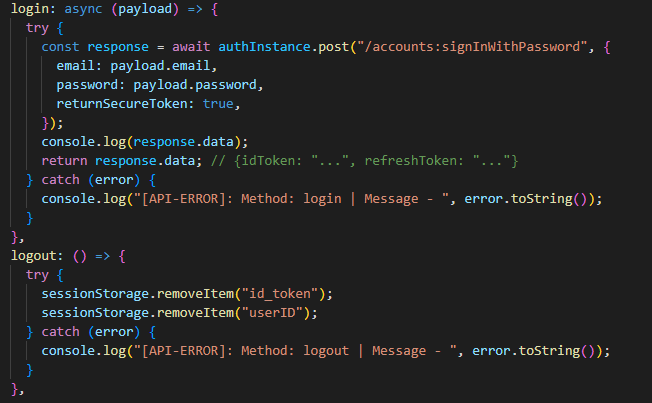 login: async (payload) => {
try {
const response = await authInstance.post("/accounts:signInWithPassword", {
email: payload.email,
password: payload.password,
returnSecureToken: true,
});
console.log(response.data);
return response.data; // {idToken: "...", refreshToken: "..."}
} catch (error) {
console.log("[API-ERROR]: Method: login | Message - ", error.toString());
}
},
logout: () => {
try {
sessionStorage.removeItem("id_token");
sessionStorage.removeItem("userID");
} catch (error) {
console.log("[API-ERROR]: Method: logout | Message - ", error.toString());
}
},